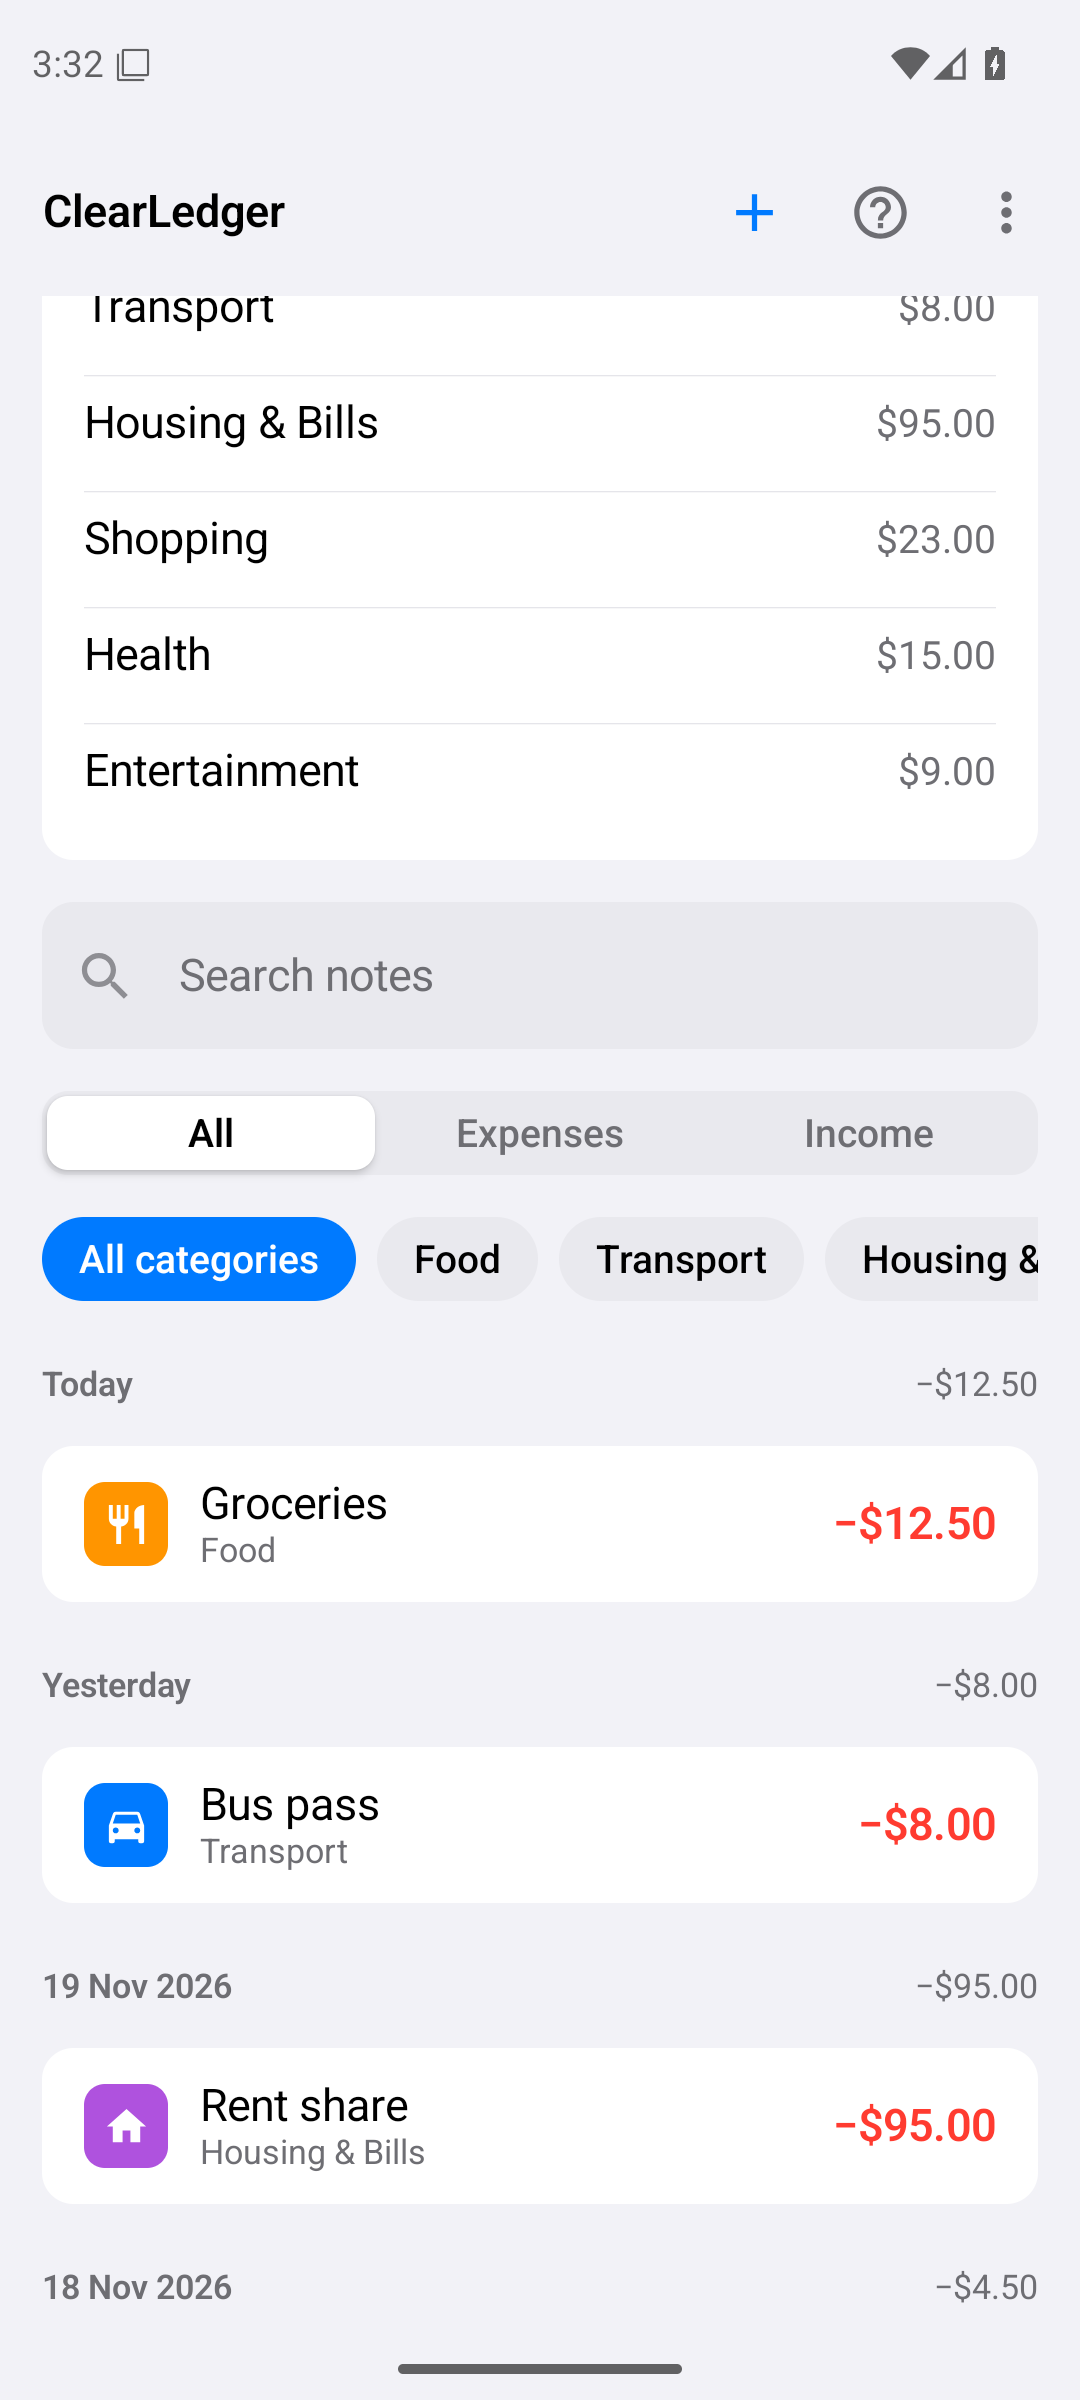 3:32
ClearLedger
Transport $8.00
Housing & Bills $95.00
Shopping $23.00
Health $15.00
Entertainment $9.00
Search notes
All Expenses Income
All categories Food Transport Housing &
Today −$12.50
Groceries
Food
−$12.50
Yesterday −$8.00
Bus pass
Transport
−$8.00
19 Nov 2026 −$95.00
Rent share
Housing & Bills
−$95.00
18 Nov 2026 −$4.50